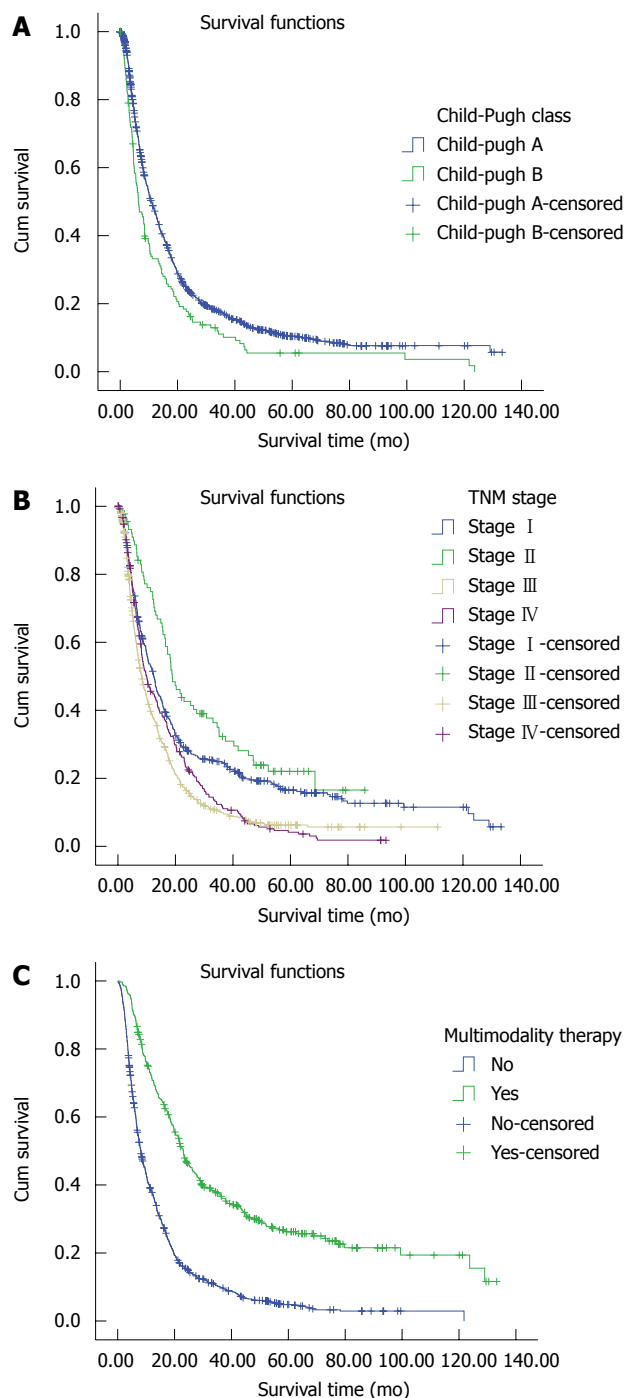 A
Survival functions
1.0
0.8
0.6
0.4
0.2
0.0
Cum survival
Child-Pugh class
Child-pugh A
Child-pugh B
Child-pugh A-censored
Child-pugh B-censored
0.00 20.00 40.00 60.00 80.00 100.00 120.00 140.00
Survival time (mo)
B
Survival functions
1.0
0.8
0.6
0.4
0.2
0.0
Cum survival
TNM stage
Stage Ⅰ
Stage Ⅱ
Stage Ⅲ
Stage Ⅳ
Stage Ⅰ-censored
Stage Ⅱ-censored
Stage Ⅲ-censored
Stage Ⅳ-censored
0.00 20.00 40.00 60.00 80.00 100.00 120.00 140.00
Survival time (mo)
C
Survival functions
1.0
0.8
0.6
0.4
0.2
0.0
Cum survival
Multimodality therapy
No
Yes
No-censored
Yes-censored
0.00 20.00 40.00 60.00 80.00 100.00 120.00 140.00
Survival time (mo)